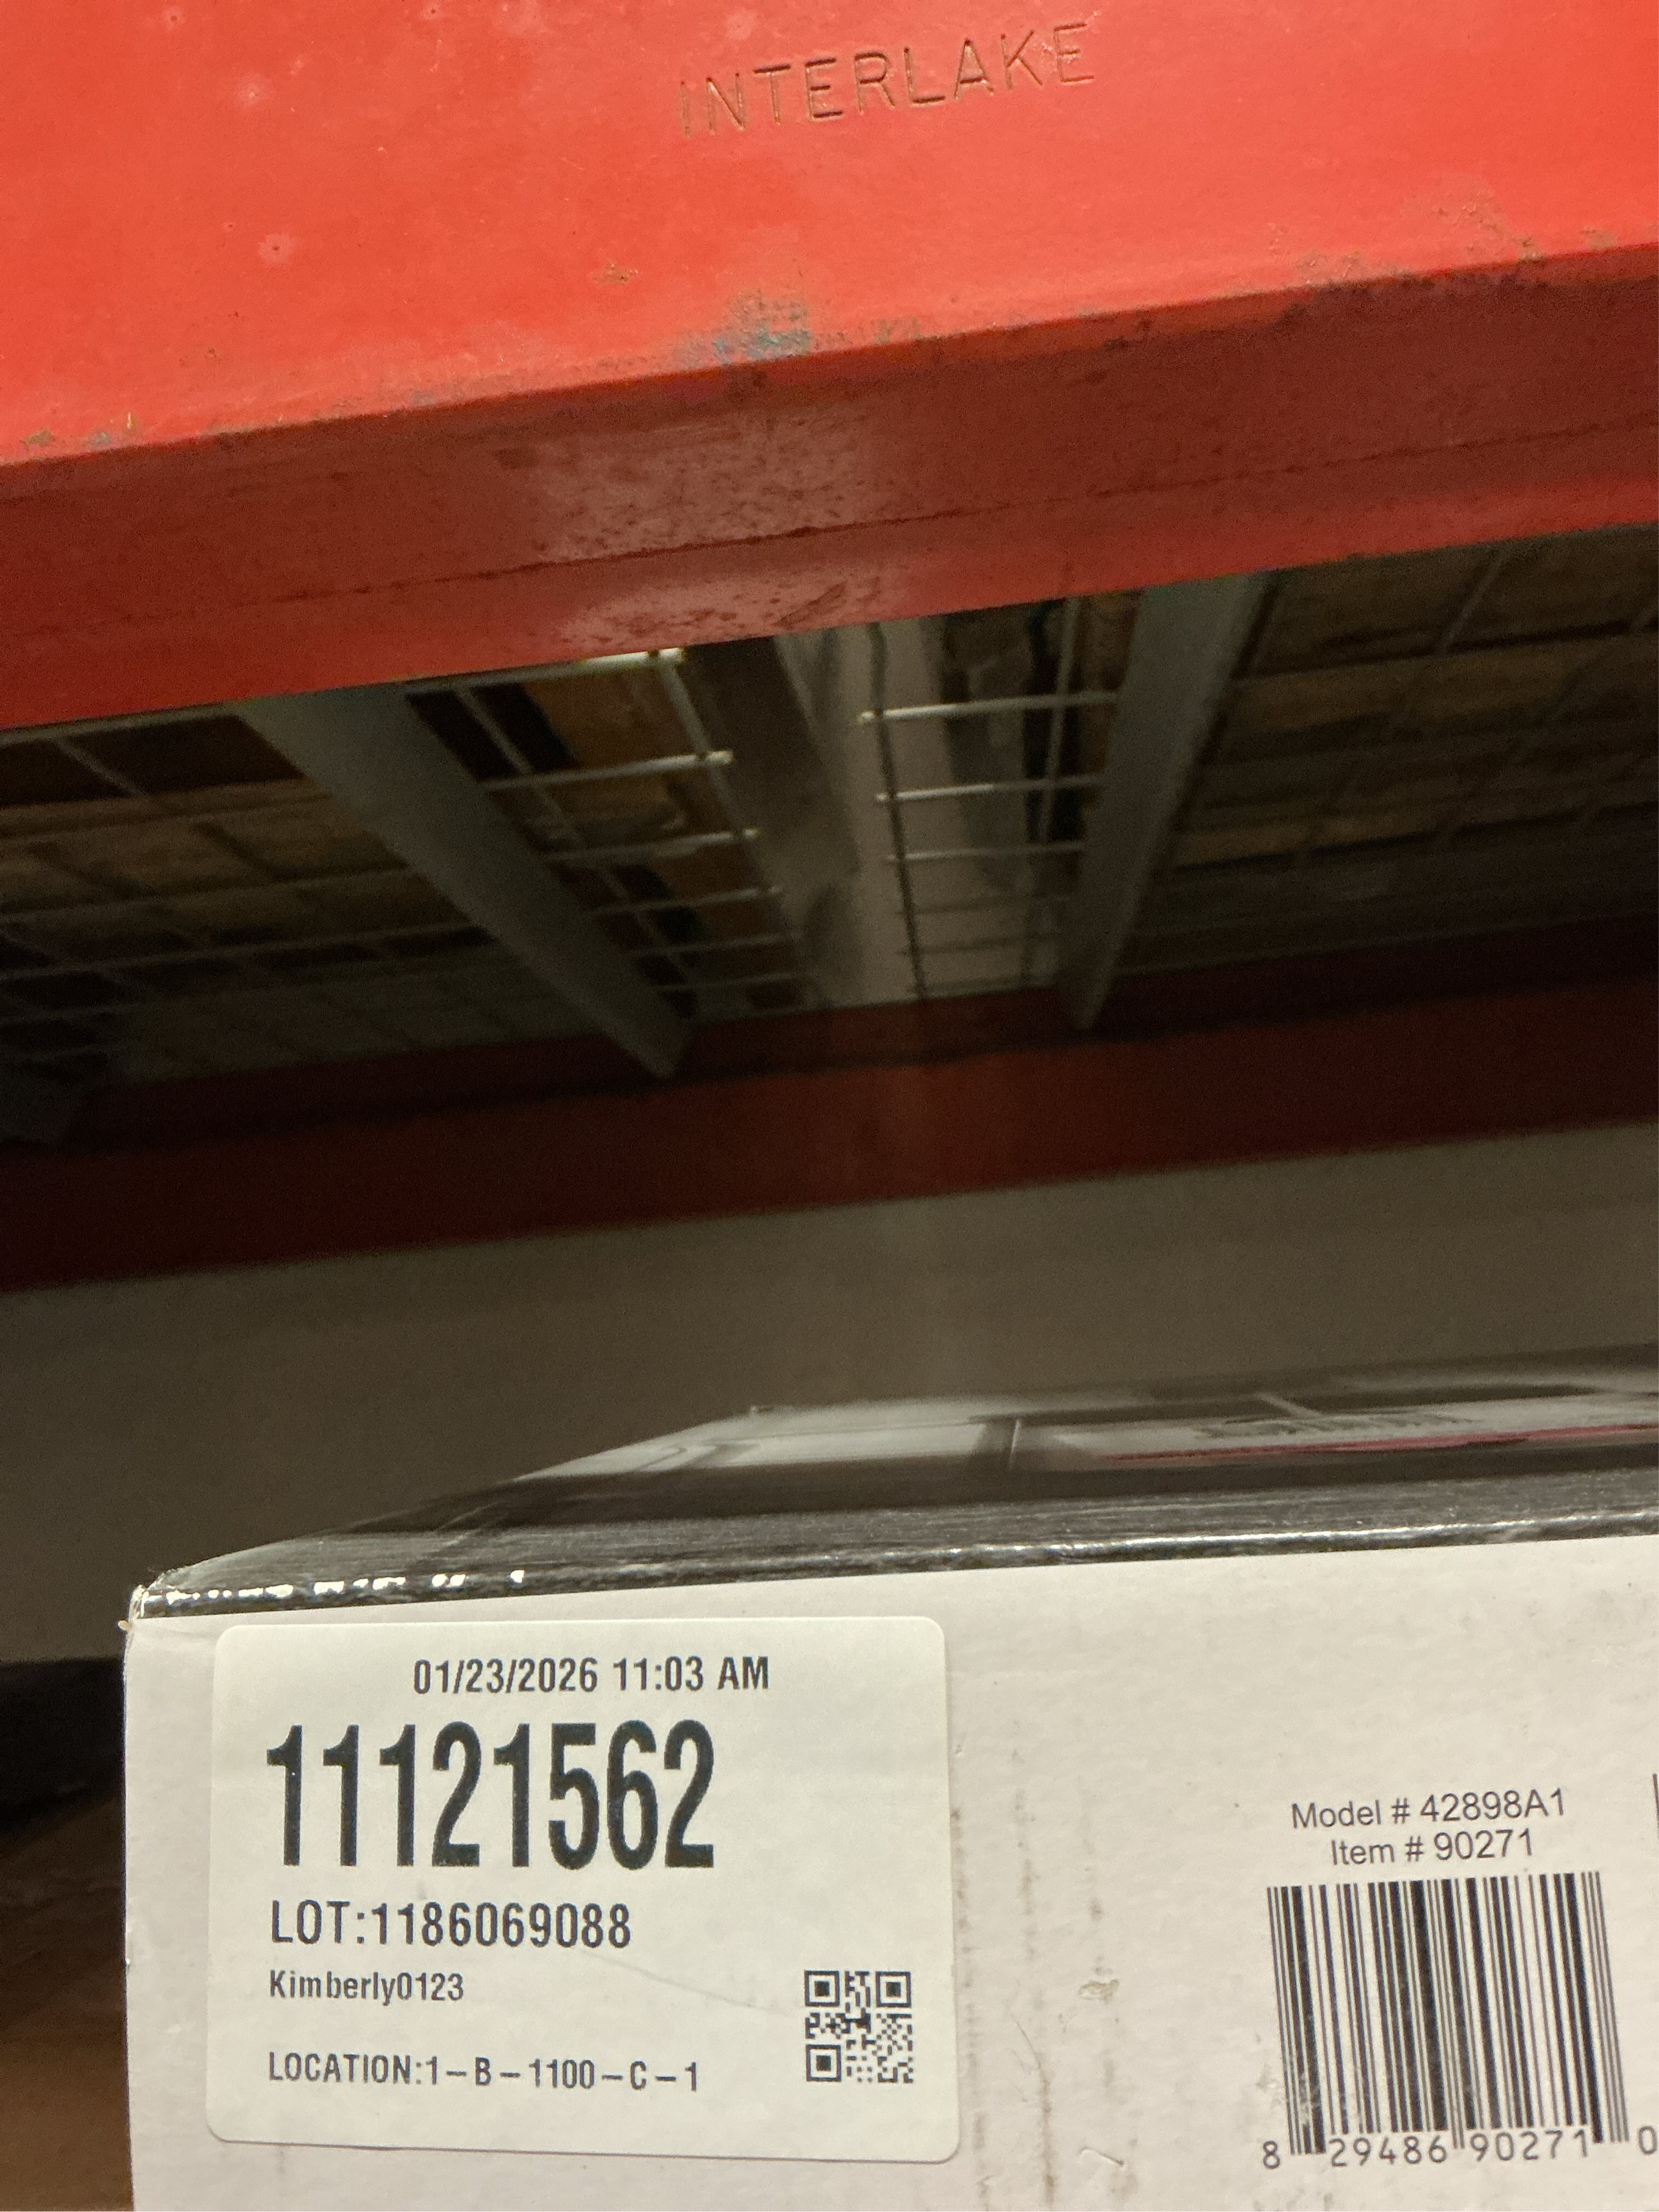 INTERLAKE
01/23/2026 11:03 AM
11121562
LOT:1186069088
Kimberly0123
LOCATION:1-B-1100-C-1
Model # 42898A1
Item # 90271
8 29486 90271 0